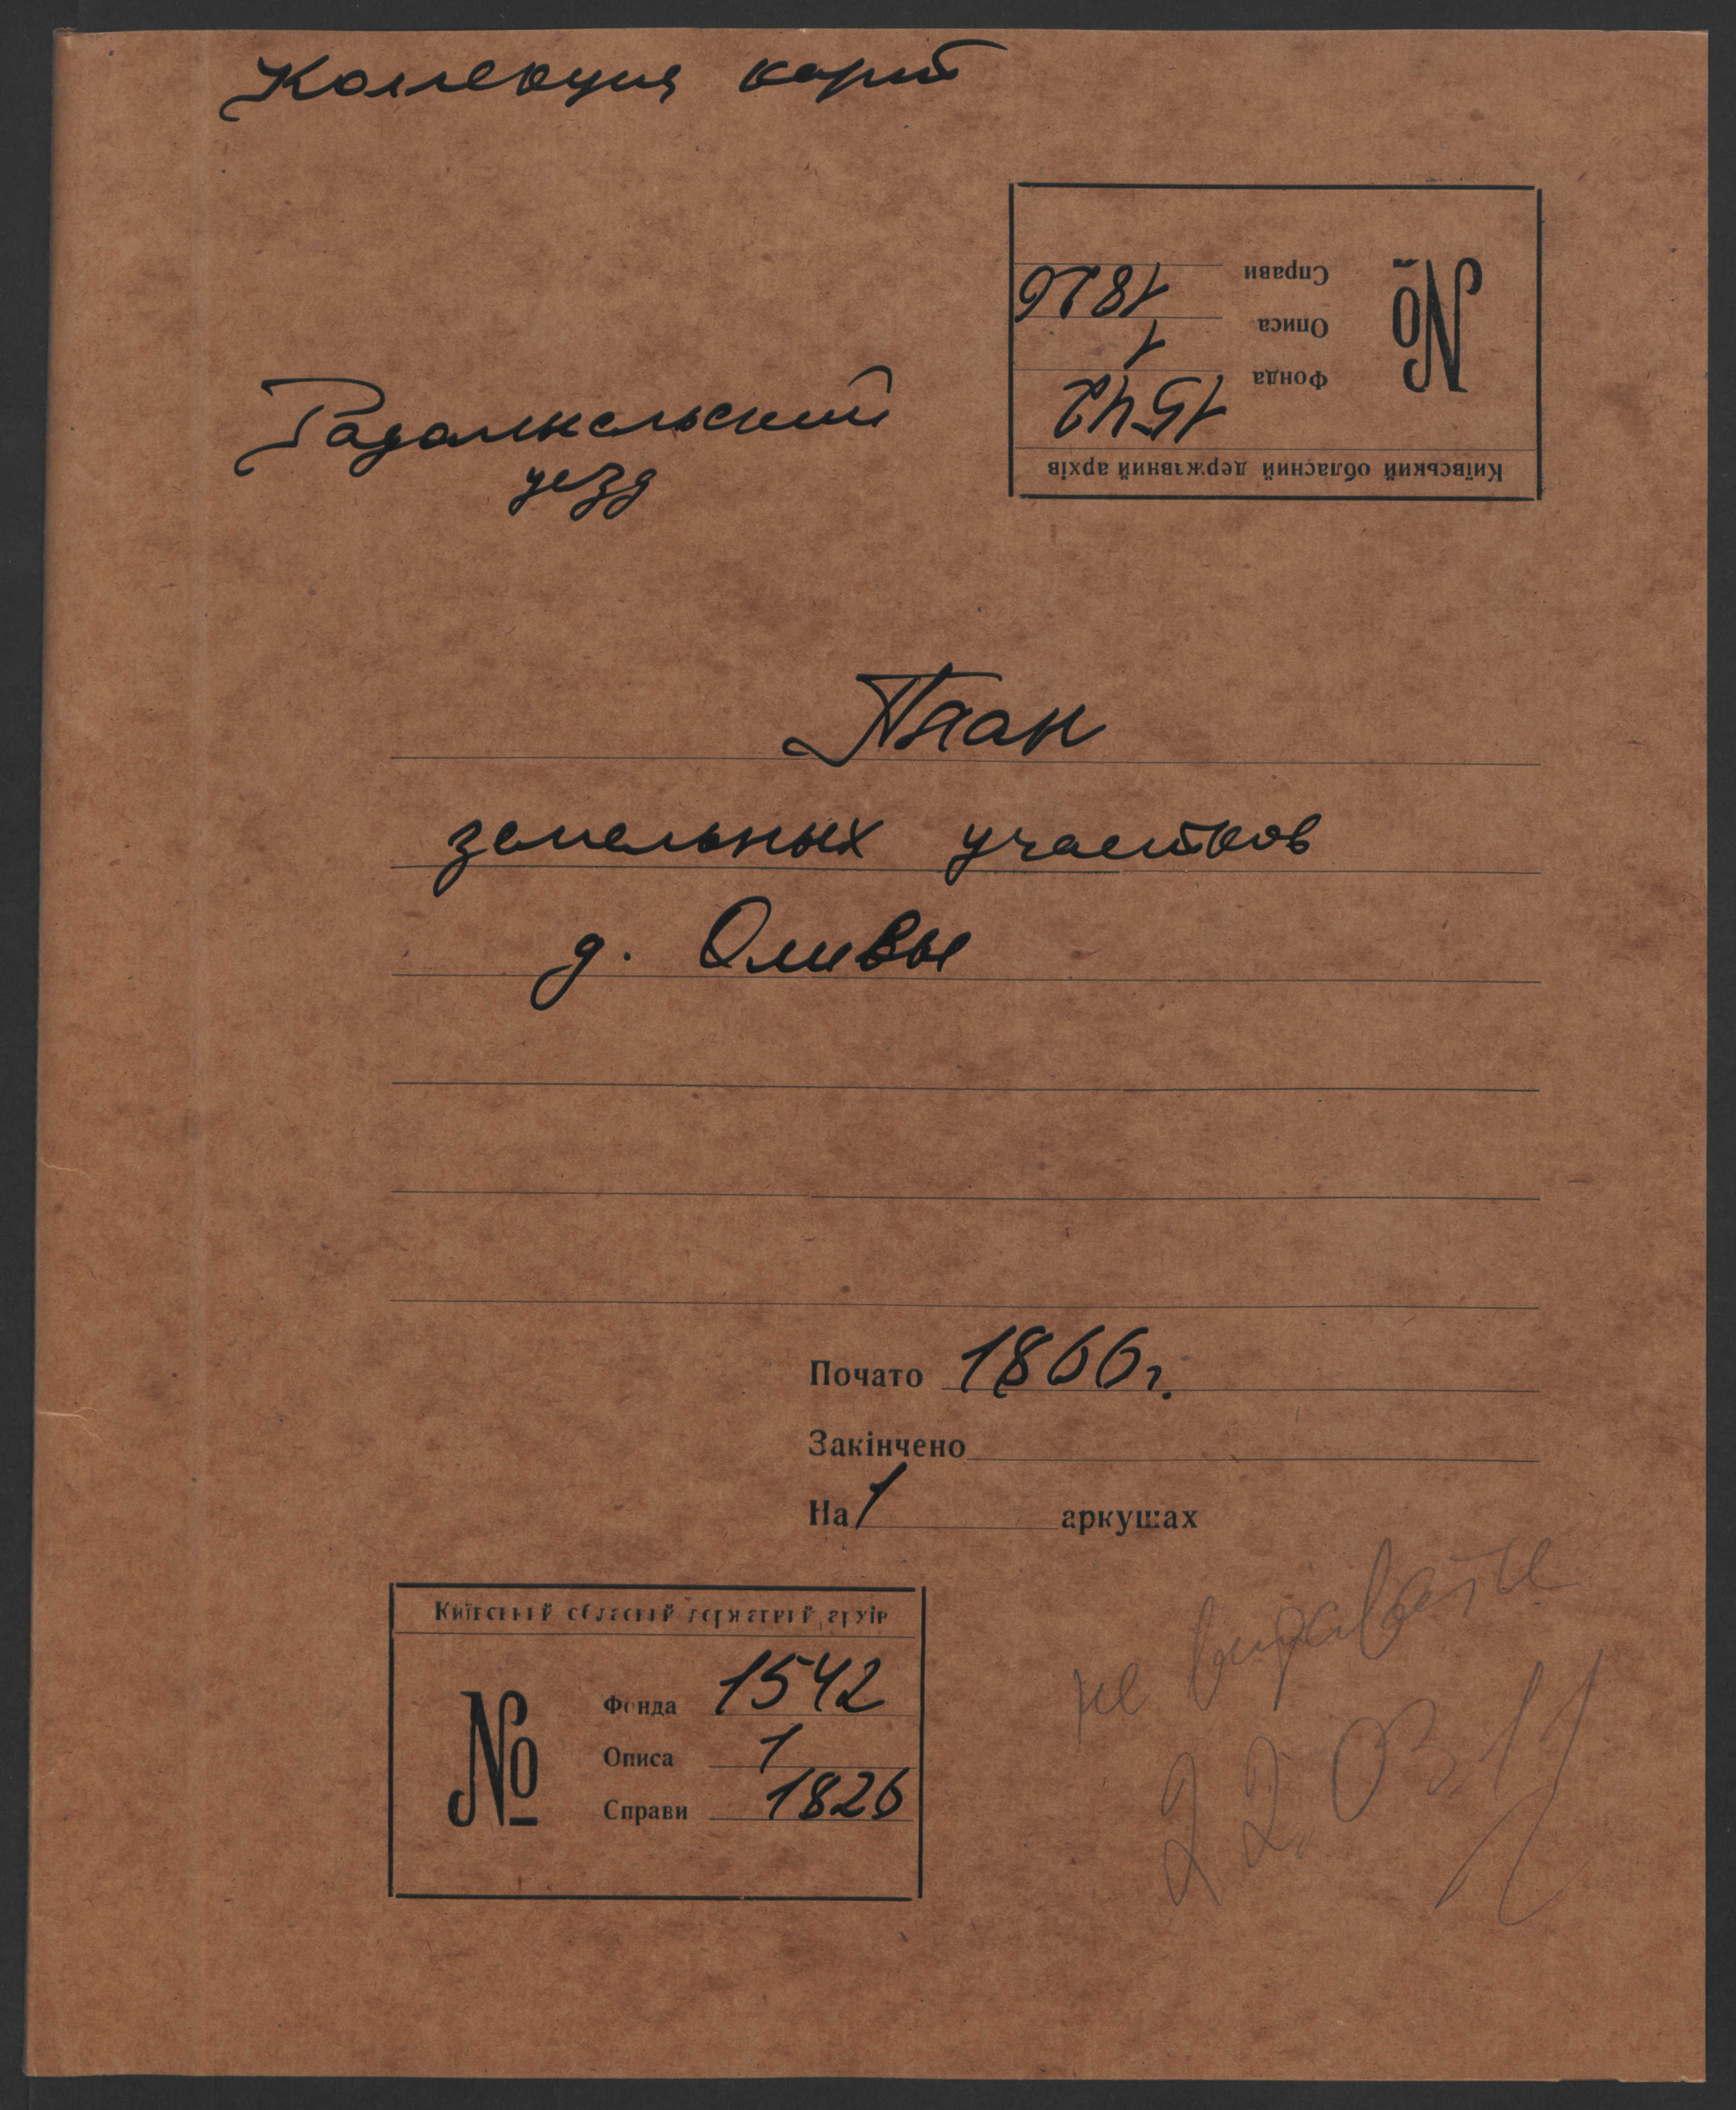 Коллекция карт
Справи 1826
Описа 1
Фонда 1542
№
Київський обласний державний архів
Радомысльский
уезд
План
земельных участков
д. Оливы
Почато 1866 г.
Закінчено
На 1 аркушах
Київський обласний державний архів
№
Фонда 1542
Описа 1
Справи 1826
не видавати
22.03.11